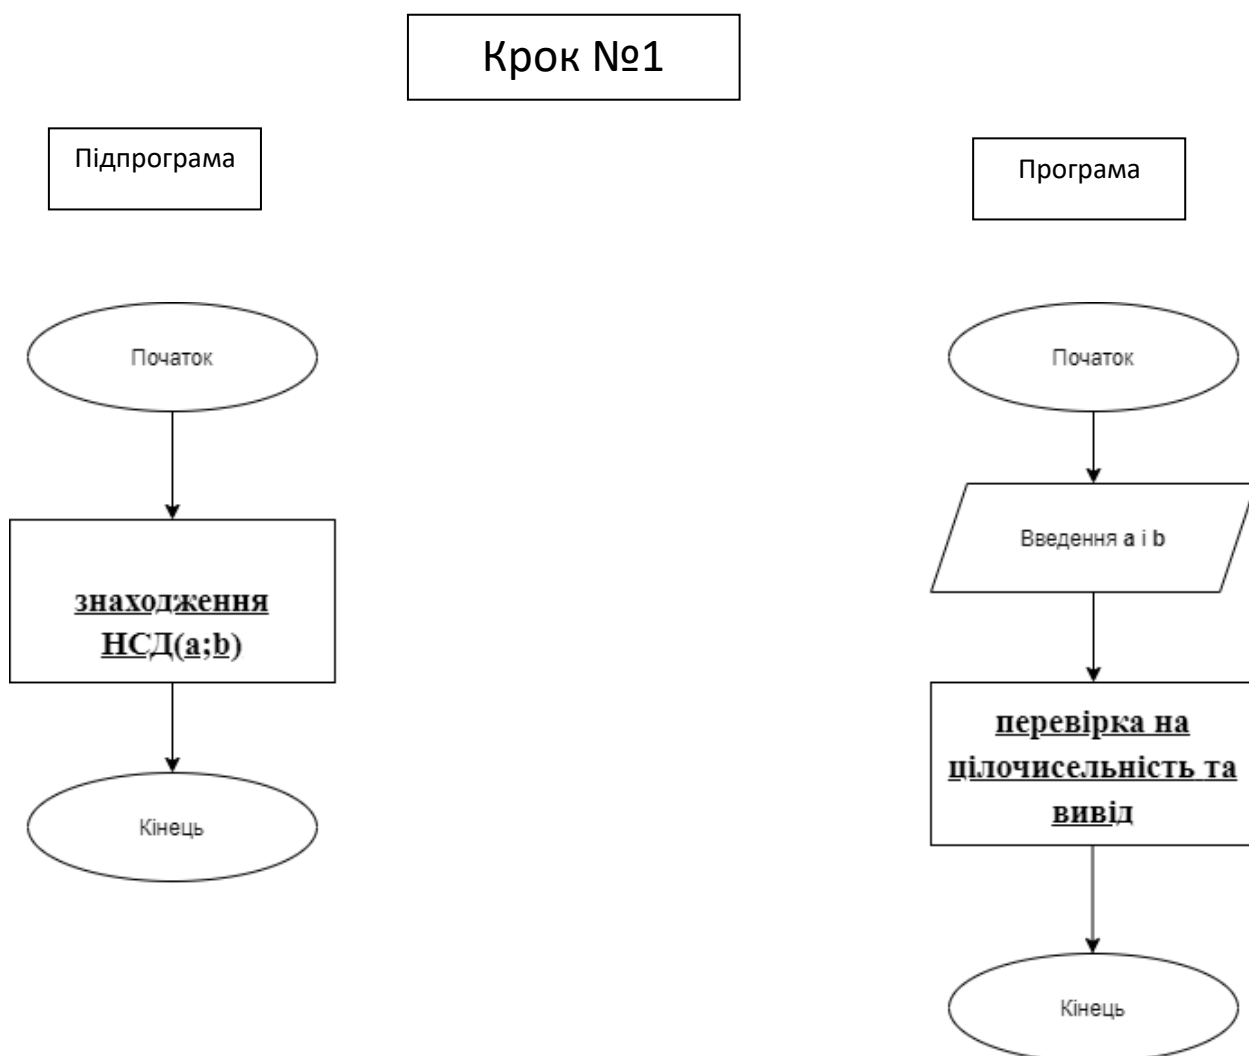 Крок №1
Підпрограма
Програма
Початок
знаходження
НСД(a;b)
Кінець
Початок
Введення a і b
перевірка на
цілочисельність та
вивід
Кінець